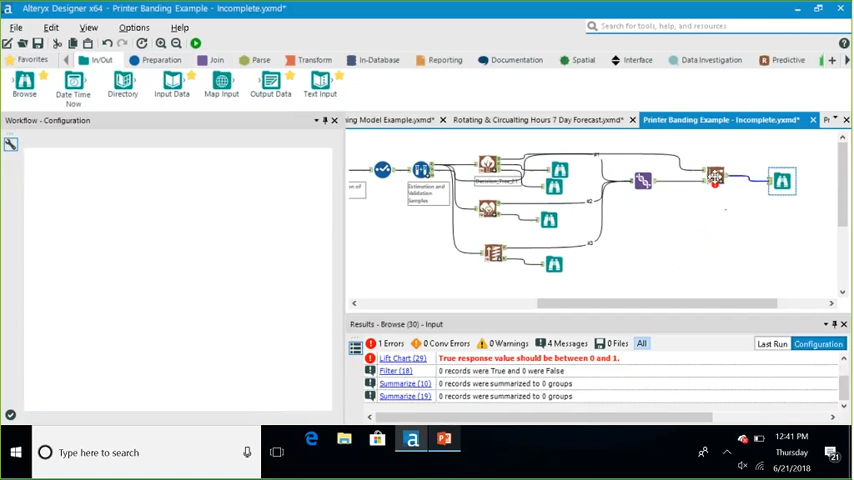 Alteryx Designer x64 - Printer Banding Example - Incomplete.yxmd*
File Edit View Options Help
Search for tools, help, and resources
Favorites In/Out Preparation Join Parse Transform In-Database Reporting Documentation Spatial Interface Data Investigation Predictive
Browse Date Time Now Directory Input Data Map Input Output Data Text Input
Workflow - Configuration
ing Model Example.yxmd* Rotating & Circualting Hours 7 Day Forecast.yxmd* Printer Banding Example - Incomplete.yxmd*
#1
Decision_Tree_
ion of
Estimation and
Validation
Samples
#2
#3
Results - Browse (30) - Input
1 Errors 0 Conv Errors 0 Warnings 4 Messages 0 Files All Last Run Configuration
Lift Chart (29) True response value should be between 0 and 1.
Filter (18) 0 records were True and 0 were False
Summarize (10) 0 records were summarized to 0 groups
Summarize (19) 0 records were summarized to 0 groups
Type here to search
12:41 PM
Thursday
6/21/2018
21